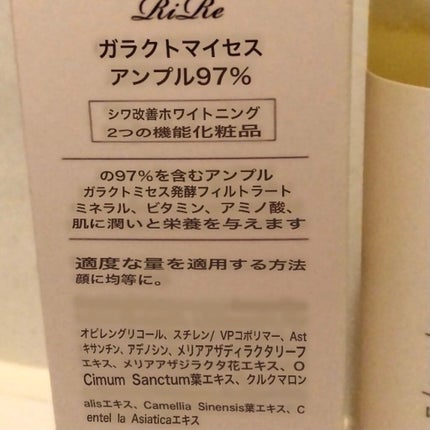 RiRe
ガラクトマイセス
アンプル97%
シワ改善ホワイトニング
2つの機能化粧品
の97%を含むアンプル
ガラクトミセス発酵フィルトラート
ミネラル、ビタミン、アミノ酸、
肌に潤いと栄養を与えます
適度な量を適用する方法
顔に均等に。
オピレングリコール、スチレン/ VPコポリマー、Ast
キサンチン、アデノシン、メリアアザディラクタリーフ
エキス、メリアアザジラクタ花エキス、O
Cimum Sanctum葉エキス、クルクマロン
alisエキス、Camellia Sinensis葉エキス、C
entel la Asiaticaエキス